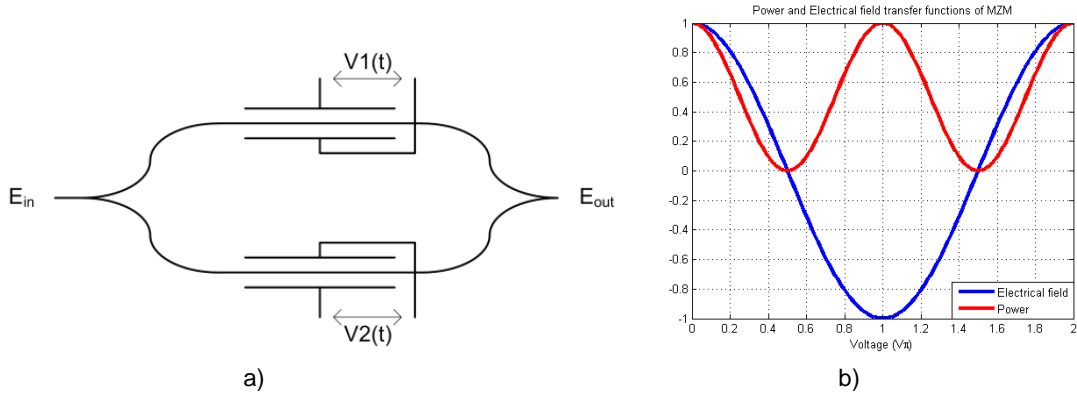 V1(t)
E_in
E_out
V2(t)
a)
Power and Electrical field transfer functions of MZM
1
0.8
0.6
0.4
0.2
0
-0.2
-0.4
-0.6
-0.8
-1
0 0.2 0.4 0.6 0.8 1 1.2 1.4 1.6 1.8 2
Voltage (Vπ)
Electrical field
Power
b)